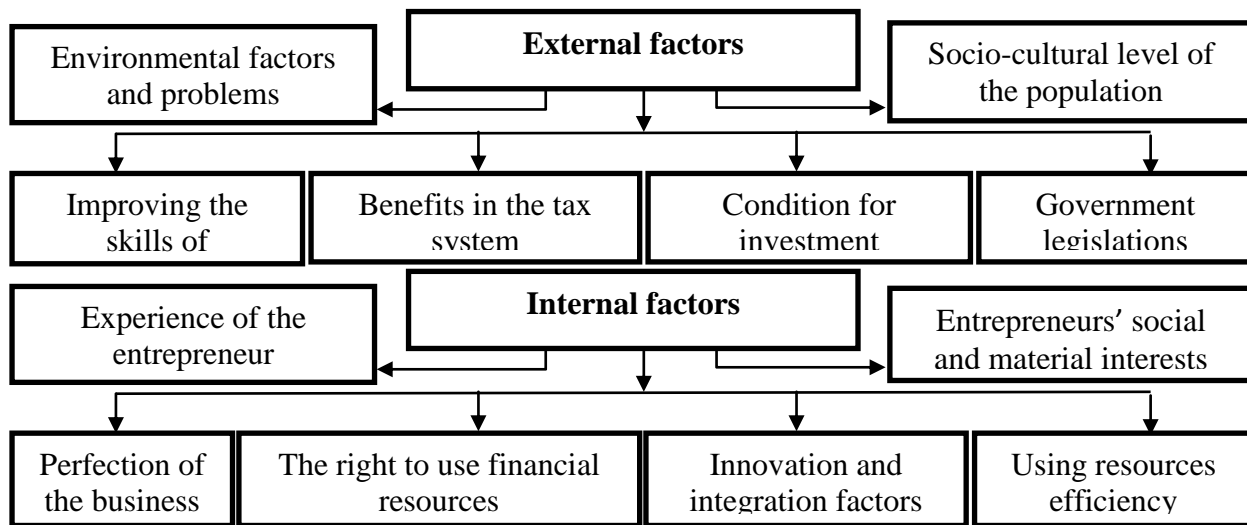 External factors
Environmental factors
and problems
Socio-cultural level of
the population
Improving the
skills of
Benefits in the tax
system
Condition for
investment
Government
legislations
Internal factors
Experience of the
entrepreneur
Entrepreneurs’ social
and material interests
Perfection of
the business
The right to use financial
resources
Innovation and
integration factors
Using resources
efficiency